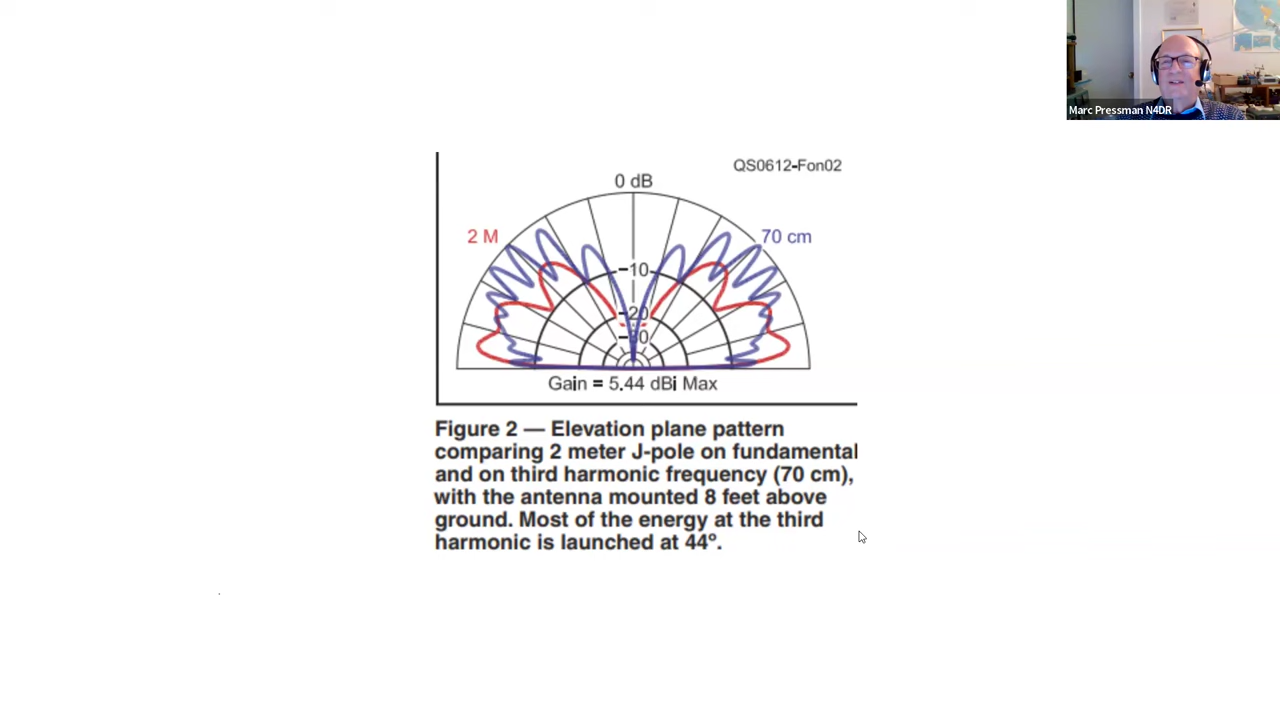 Marc Pressman N4DR
QS0612-Fon02
0 dB
2 M
70 cm
−10
−20
−30
Gain = 5.44 dBi Max
Figure 2 — Elevation plane pattern
comparing 2 meter J-pole on fundamental
and on third harmonic frequency (70 cm),
with the antenna mounted 8 feet above
ground. Most of the energy at the third
harmonic is launched at 44º.